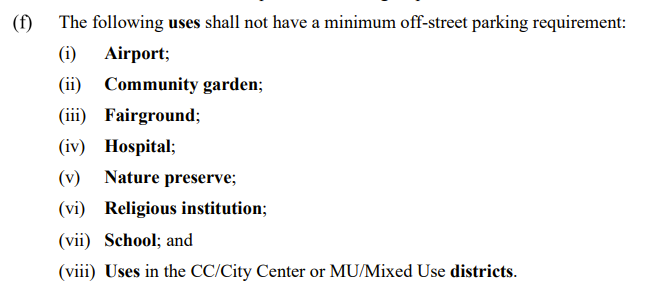 (f) The following uses shall not have a minimum off-street parking requirement:
(i) Airport;
(ii) Community garden;
(iii) Fairground;
(iv) Hospital;
(v) Nature preserve;
(vi) Religious institution;
(vii) School; and
(viii) Uses in the CC/City Center or MU/Mixed Use districts.